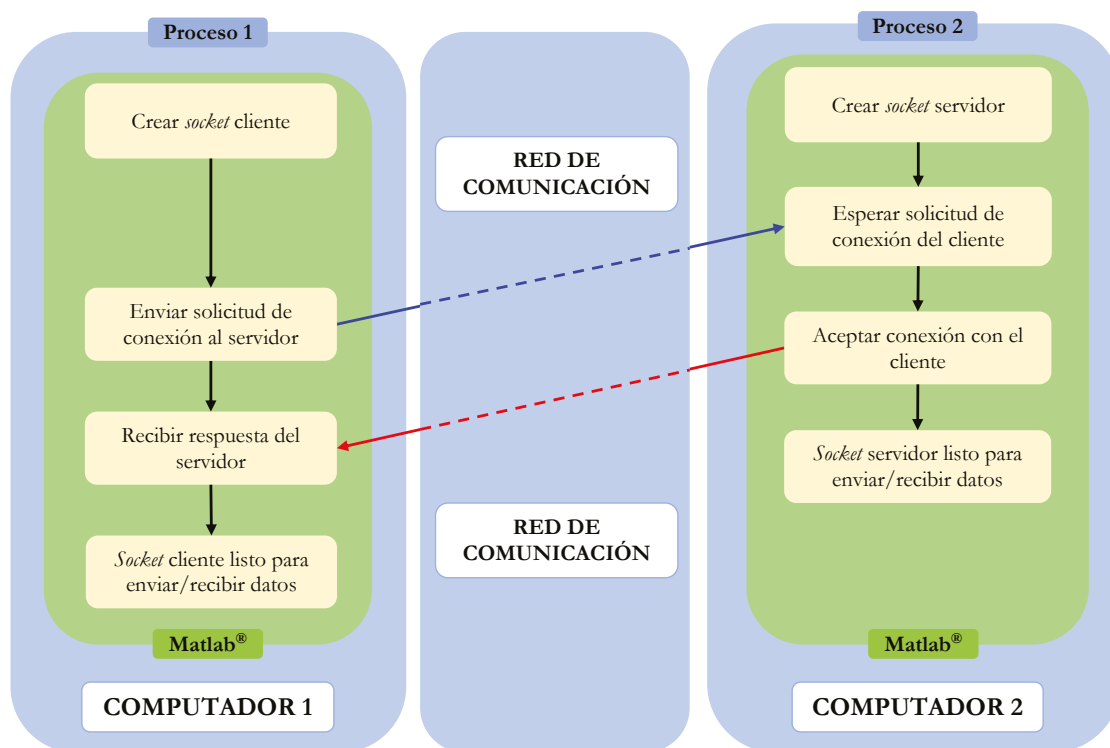 Proceso 1
Crear socket cliente
Enviar solicitud de
conexión al servidor
Recibir respuesta del
servidor
Socket cliente listo para
enviar/recibir datos
Matlab®
COMPUTADOR 1
RED DE
COMUNICACIÓN
RED DE
COMUNICACIÓN
Proceso 2
Crear socket servidor
Esperar solicitud de
conexión del cliente
Aceptar conexión con el
cliente
Socket servidor listo para
enviar/recibir datos
Matlab®
COMPUTADOR 2